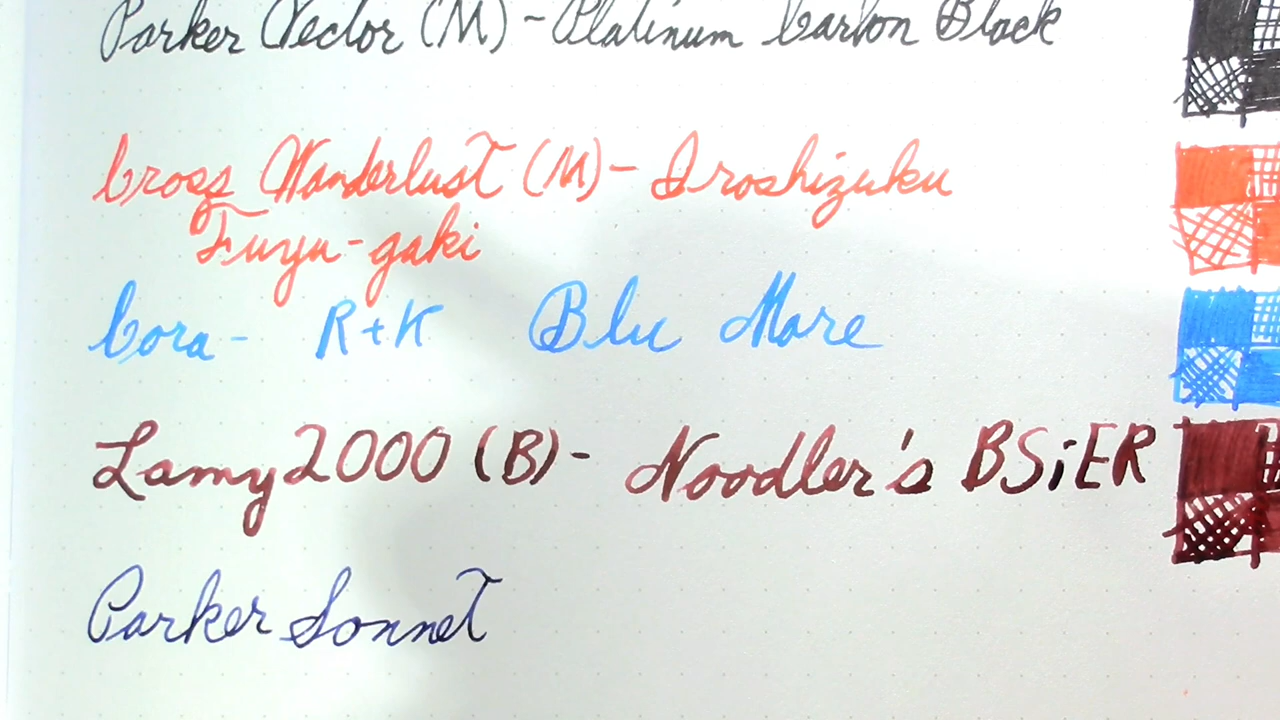 Parker Vector (M) - Platinum Carbon Black
Cross Wanderlust (M) - Iroshizuku
Fuyu-gaki
Cora - R+K Blu Mare
Lamy 2000 (B) - Noodler's BSiER
Parker Sonnet